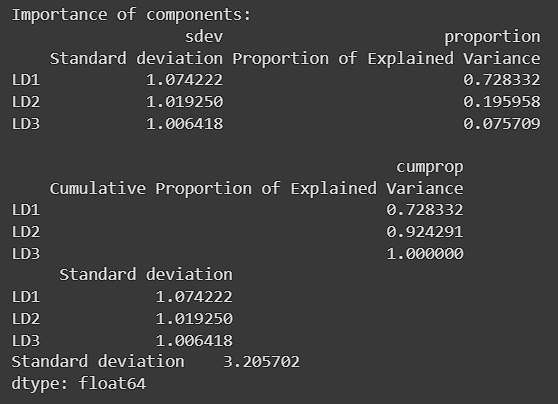 Importance of components:
sdev proportion
Standard deviation Proportion of Explained Variance
LD1 1.074222 0.728332
LD2 1.019250 0.195958
LD3 1.006418 0.075709
cumprop
Cumulative Proportion of Explained Variance
LD1 0.728332
LD2 0.924291
LD3 1.000000
Standard deviation
LD1 1.074222
LD2 1.019250
LD3 1.006418
Standard deviation 3.205702
dtype: float64